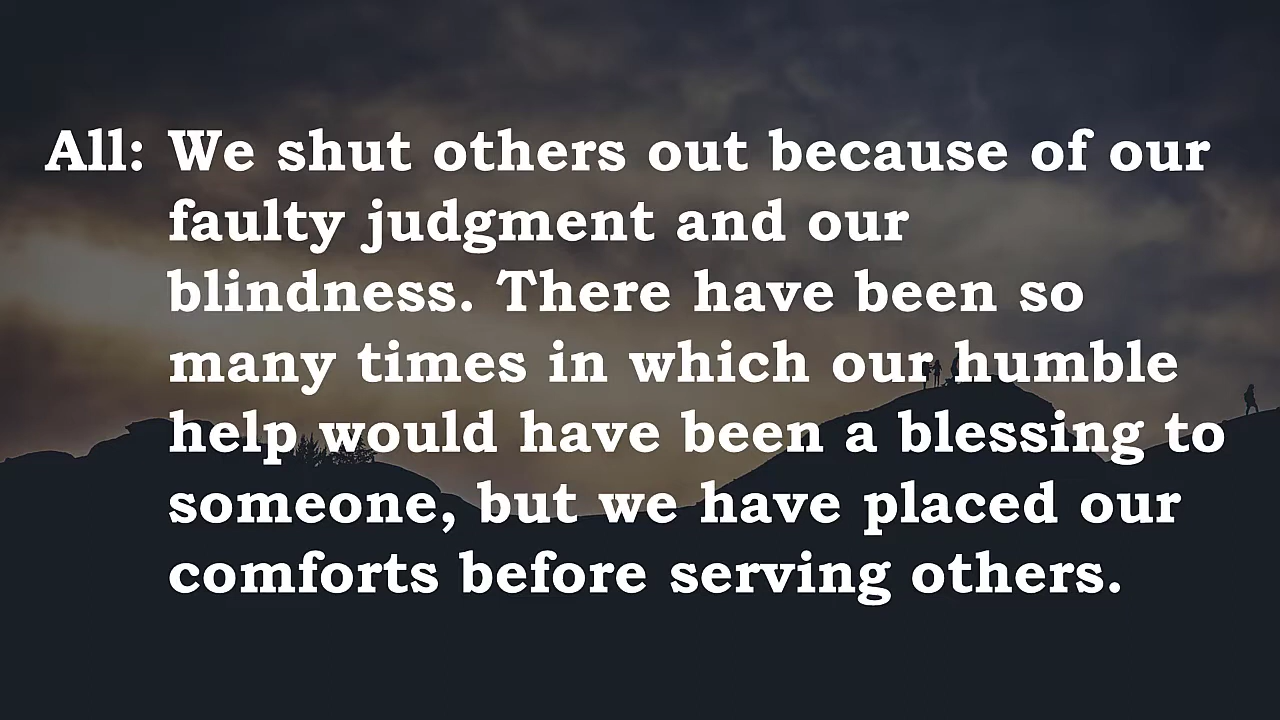 All: We shut others out because of our
faulty judgment and our
blindness. There have been so
many times in which our humble
help would have been a blessing to
someone, but we have placed our
comforts before serving others.